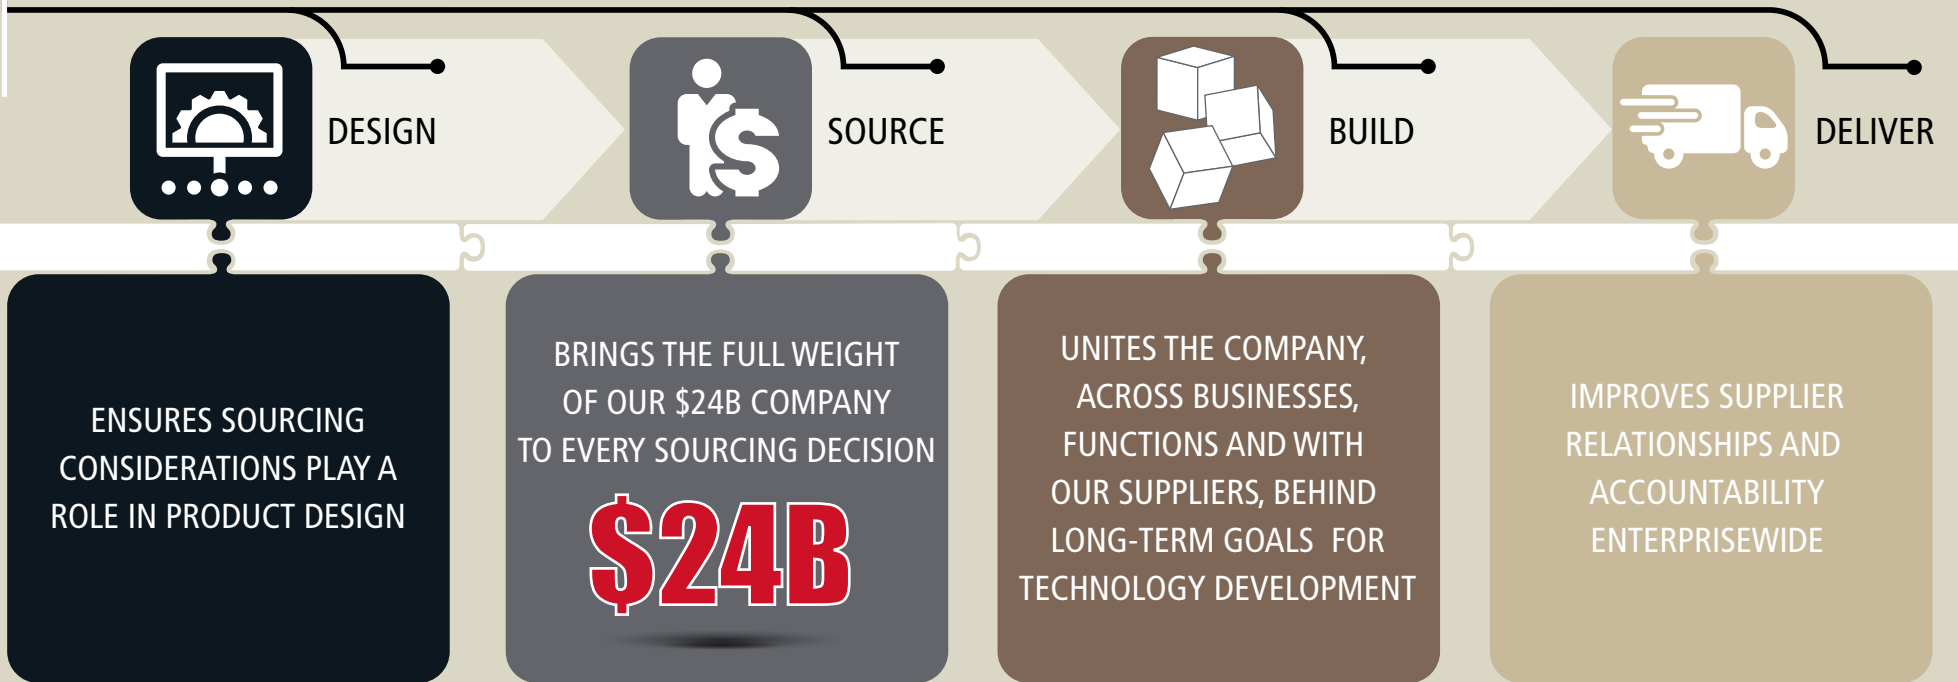 DESIGN
SOURCE
BUILD
DELIVER
ENSURES SOURCING
CONSIDERATIONS PLAY A
ROLE IN PRODUCT DESIGN
BRINGS THE FULL WEIGHT
OF OUR $24B COMPANY
TO EVERY SOURCING DECISION
$24B
UNITES THE COMPANY,
ACROSS BUSINESSES,
FUNCTIONS AND WITH
OUR SUPPLIERS, BEHIND
LONG-TERM GOALS FOR
TECHNOLOGY DEVELOPMENT
IMPROVES SUPPLIER
RELATIONSHIPS AND
ACCOUNTABILITY
ENTERPRISEWIDE